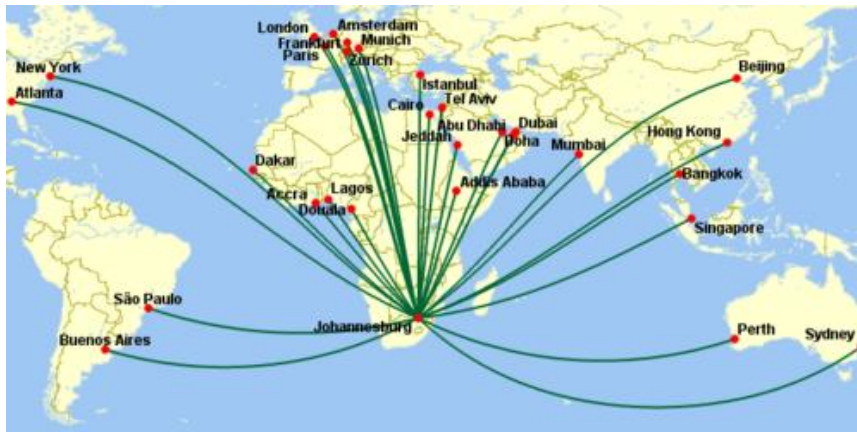 London
Amsterdam
Frankfurt
Munich
Paris
Zürich
New York
Atlanta
Istanbul
Beijing
Cairo
Tel Aviv
Abu Dhabi
Dubai
Jeddah
Doha
Mumbai
Hong Kong
Dakar
Bangkok
Accra
Lagos
Addis Ababa
Douala
Singapore
São Paulo
Johannesburg
Buenos Aires
Perth
Sydney